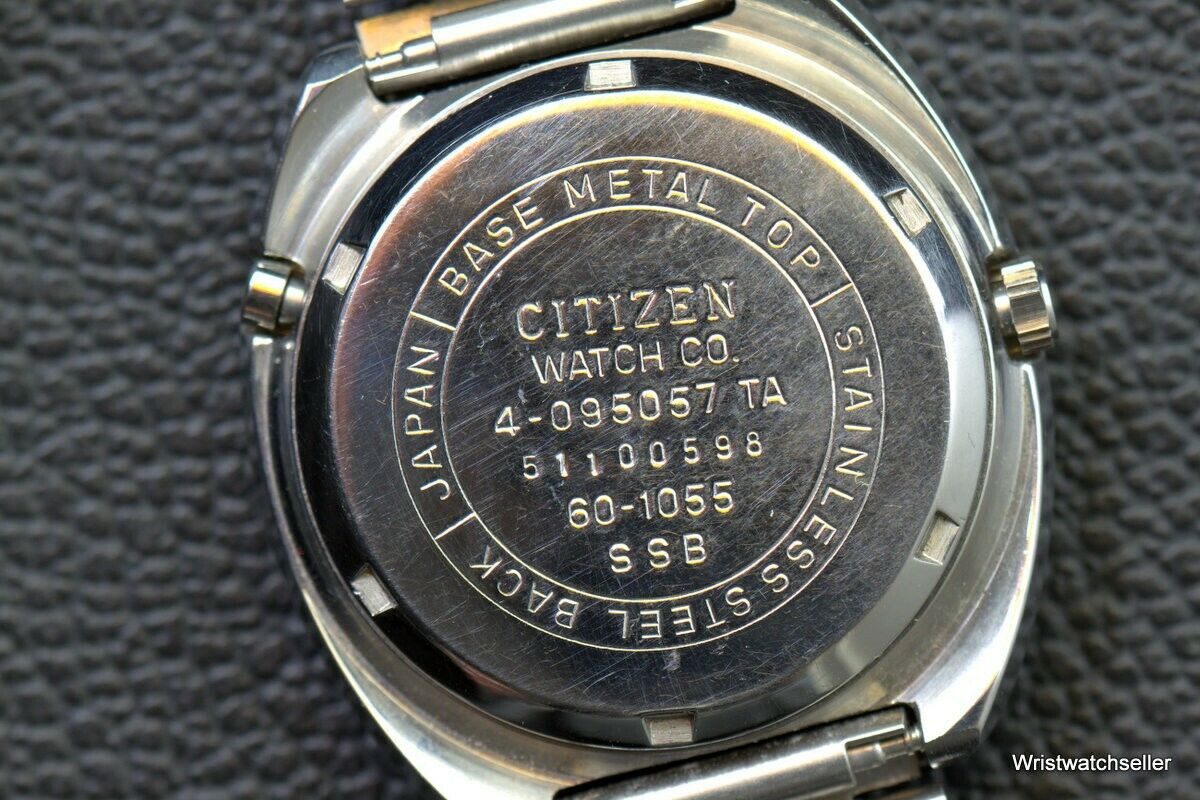 BASE METAL TOP | STAINLESS STEEL BACK | JAPAN |
CITIZEN
WATCH CO.
4-095057 TA
51100598
60-1055
SSB
Wristwatchseller